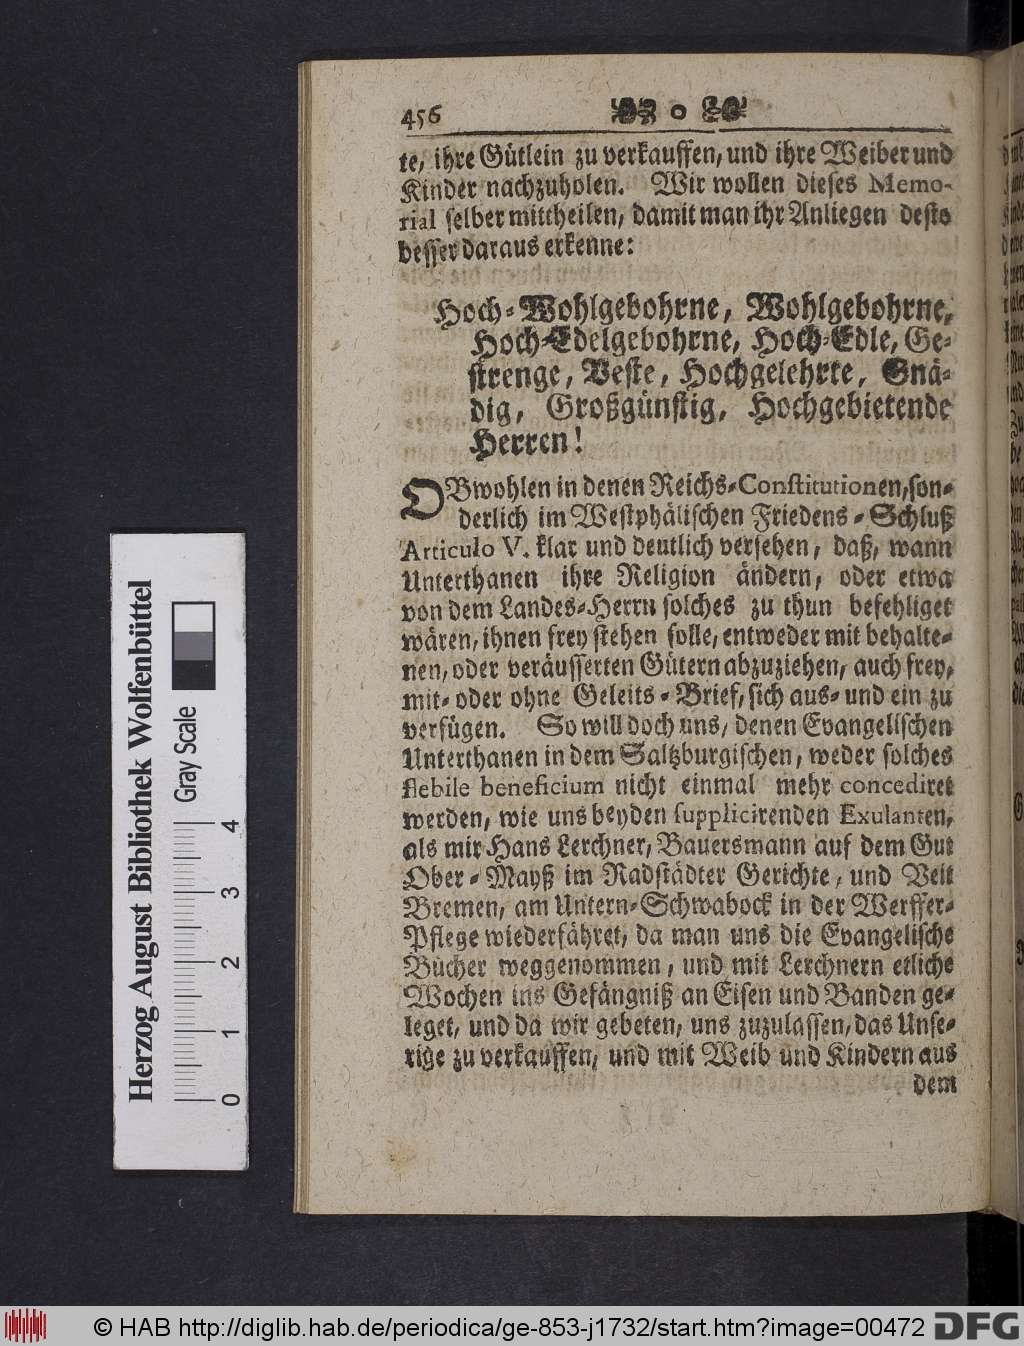 456
te, ihre Gütlein zu verkauffen, und ihre Weiber und
Kinder nachzuholen. Wir wollen dieses Memo-
rial selber mittheilen, damit man ihr Anliegen desto
besser daraus erkenne:
Hoch-Wohlgebohrne, Wohlgebohrne,
Hoch-Edelgebohrne, Hoch-Edle, Ge-
strenge, Veste, Hochgelehrte, Gnä-
dig, Großgünstig, Hochgebietende
Herren!
OBwohlen in denen Reichs-Constitutionen, son-
derlich im Westphälischen Friedens-Schluß
Articulo V. klar und deutlich versehen, daß, wann
Unterthanen ihre Religion ändern, oder etwa
von dem Landes-Herrn solches zu thun befehliget
wären, ihnen frey stehen solle, entweder mit behalte-
nen, oder veräusserten Gütern abzuziehen, auch frey,
mit- oder ohne Geleits-Brief, sich aus- und ein zu
verfügen. So will doch uns, denen Evangelischen
Unterthanen in dem Saltzburgischen, weder solches
flebile beneficium nicht einmal mehr concediret
werden, wie uns beyden supplicirenden Exulanten,
als mir Hans Lerchner, Bauersmann auf dem Gut
Ober-Mayß im Radstädter Gerichte, und Veit
Bremen, am Untern-Schwabock in der Werffer-
Pflege wiederfähret, da man uns die Evangelische
Bücher weggenommen, und mit Lerchnern etliche
Wochen ins Gefängniß an Eisen und Banden ge-
leget, und da wir gebeten, uns zuzulassen, das Unse-
rige zu verkauffen, und mit Weib und Kindern aus
dem
Herzog August Bibliothek Wolfenbüttel
Gray Scale
0 1 2 3 4
© HAB http://diglib.hab.de/periodica/ge-853-j1732/start.htm?image=00472
DFG